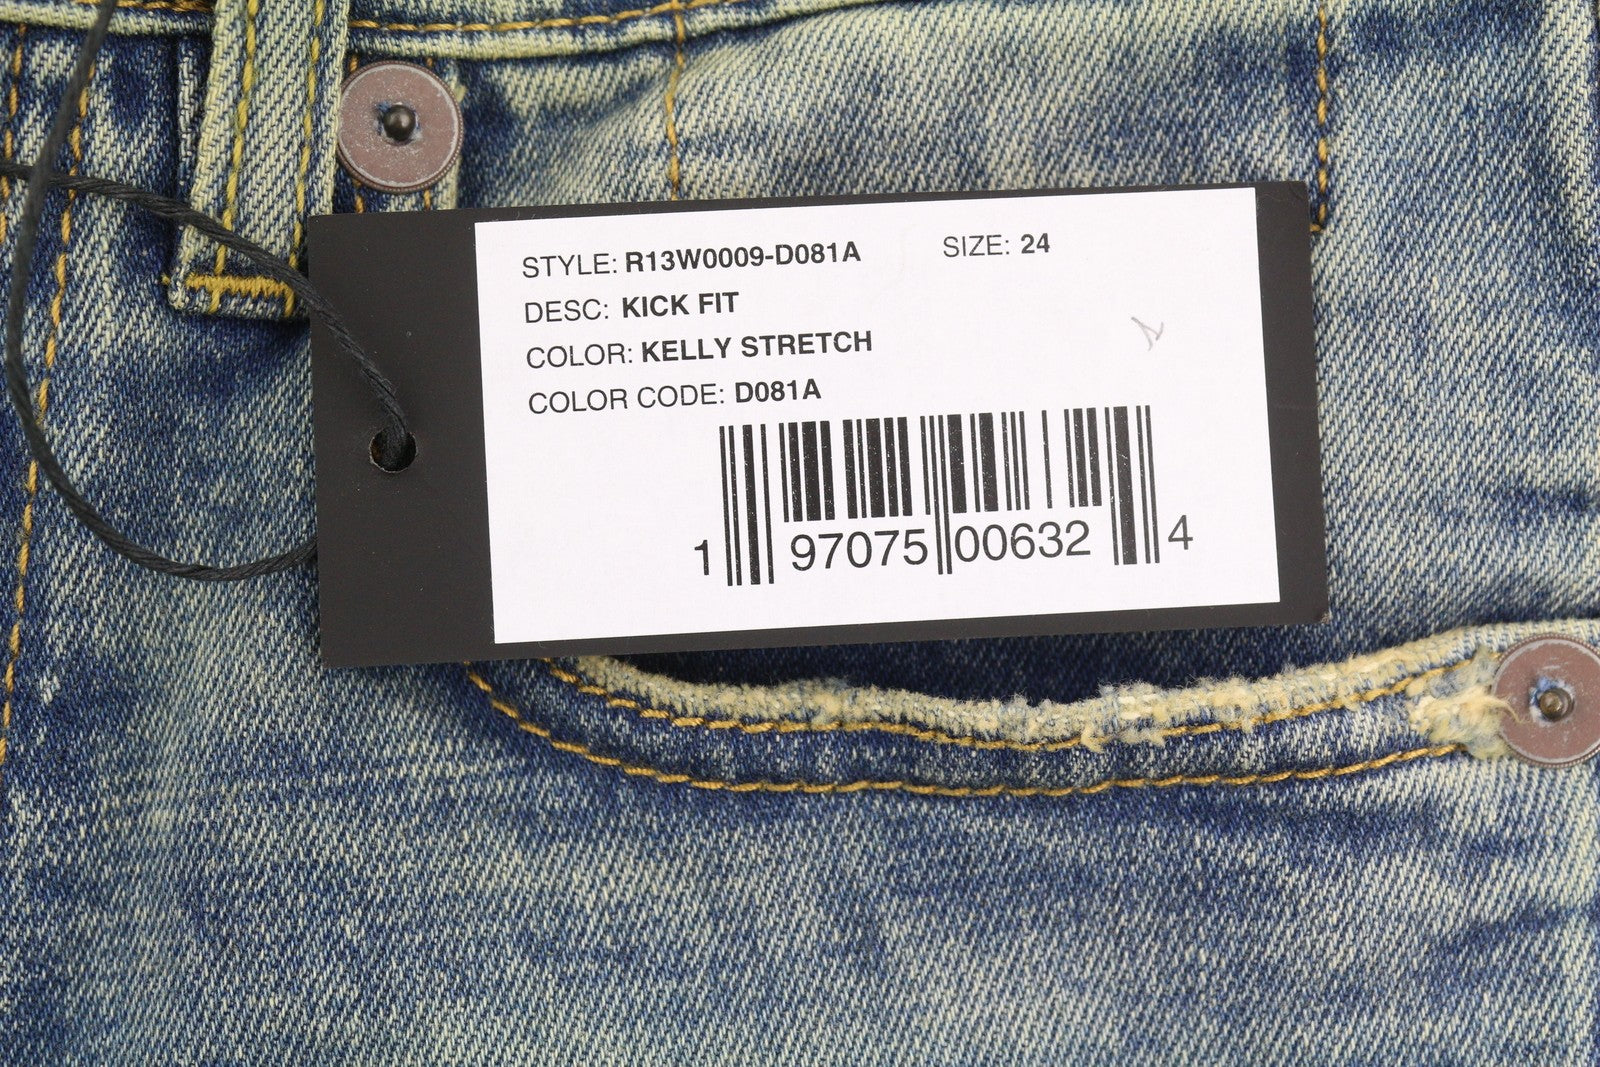 STYLE: R13W0009-D081A SIZE: 24
DESC: KICK FIT
COLOR: KELLY STRETCH
COLOR CODE: D081A
1 97075 00632 4